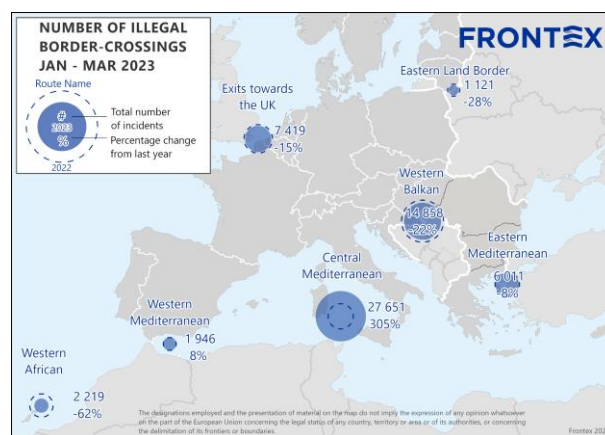 NUMBER OF ILLEGAL
BORDER-CROSSINGS
JAN - MAR 2023
Route Name
#
2023
%
2022
Total number
of incidents
Percentage change
from last year
FRONTEX
Eastern Land Border
1 121
-28%
Exits towards
the UK
7 419
-15%
Western
Balkan
14 858
-22%
Eastern
Mediterranean
6 011
-8%
Central
Mediterranean
27 651
305%
Western
Mediterranean
1 946
8%
Western
African
2 219
-62%
The designations employed and the presentation of material on the map do not imply the expression of any opinion whatsoever
on the part of the European Union concerning the legal status of any country, territory or area or of its authorities, or concerning
the delimitation of its frontiers or boundaries.
Frontex